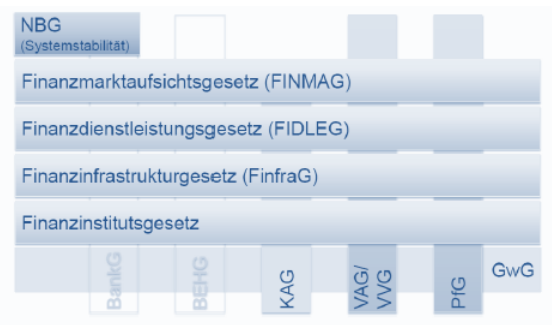 NBG
(Systemstabilität)
Finanzmarktaufsichtsgesetz (FINMAG)
Finanzdienstleistungsgesetz (FIDLEG)
Finanzinfrastrukturgesetz (FinfraG)
Finanzinstitutsgesetz
BankG
BEHG
KAG
VAG/
VVG
PfG
GwG